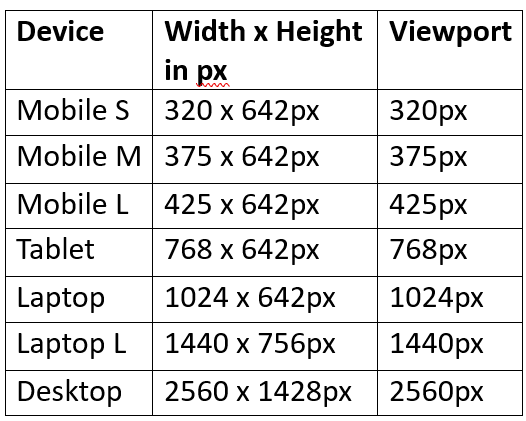 Device Width x Height Viewport
in px
Mobile S 320 x 642px 320px
Mobile M 375 x 642px 375px
Mobile L 425 x 642px 425px
Tablet 768 x 642px 768px
Laptop 1024 x 642px 1024px
Laptop L 1440 x 756px 1440px
Desktop 2560 x 1428px 2560px